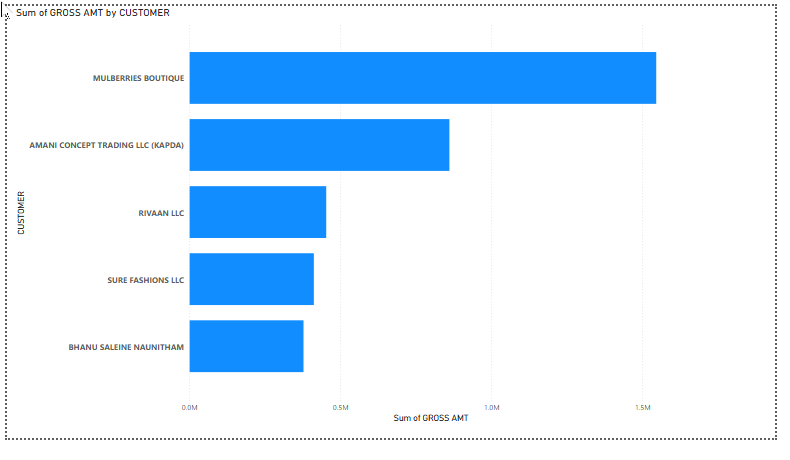 Sum of GROSS AMT by CUSTOMER
MULBERRIES BOUTIQUE
AMANI CONCEPT TRADING LLC (KAPDA)
RIVAAN LLC
SURE FASHIONS LLC
BHANU SALEINE NAUNITHAM
CUSTOMER
0.0M 0.5M 1.0M 1.5M
Sum of GROSS AMT